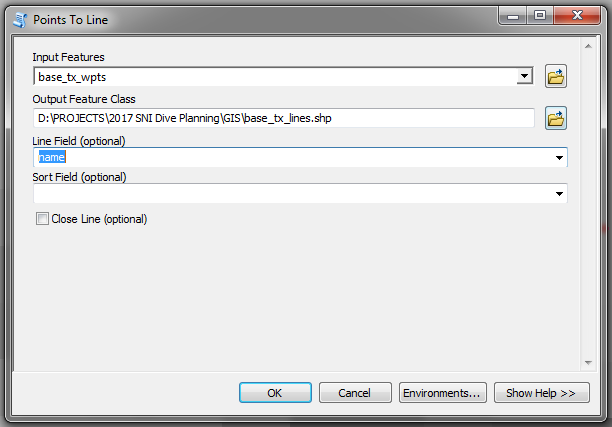 Points To Line
Input Features
base_tx_wpts
Output Feature Class
D:\PROJECTS\2017 SNI Dive Planning\GIS\base_tx_lines.shp
Line Field (optional)
name
Sort Field (optional)
Close Line (optional)
OK
Cancel
Environments...
Show Help >>